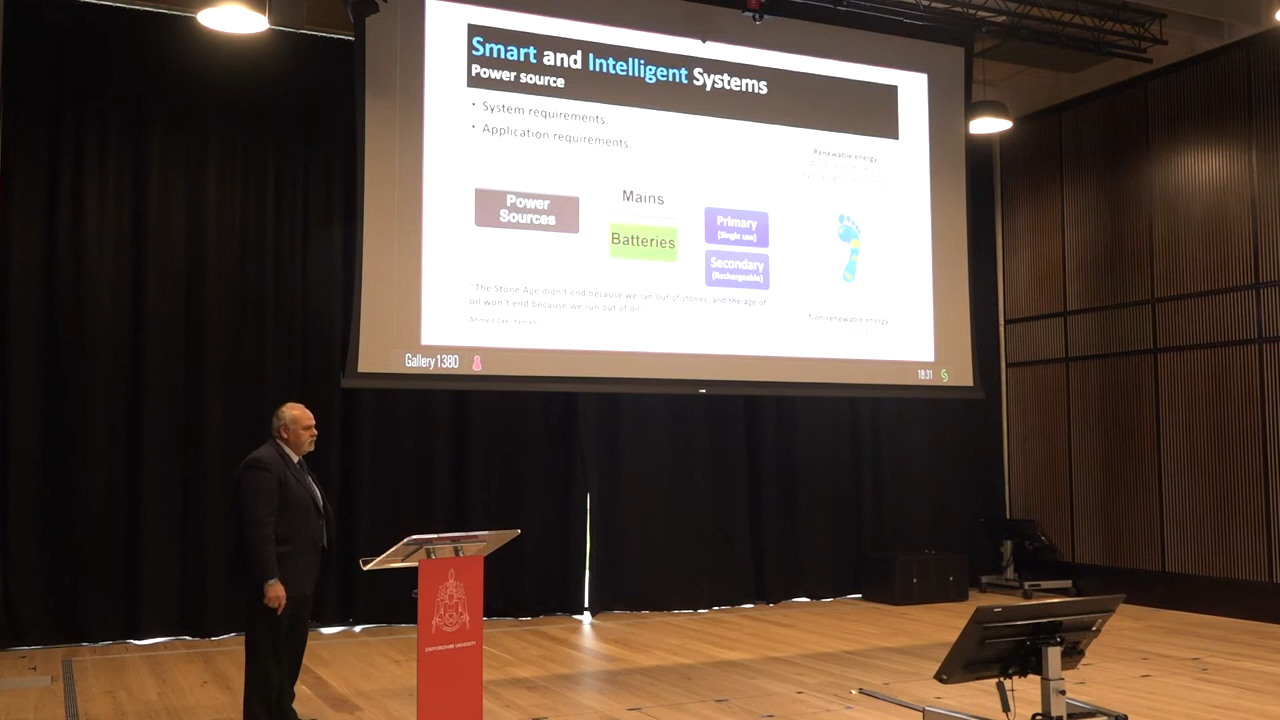 Smart and Intelligent Systems
Power source
• System requirements.
• Application requirements.
Renewable energy
Power
Sources
Mains
Batteries
Primary
(Single use)
Secondary
(Rechargeable)
"The Stone Age didn't end because we ran out of stones, and the age of
oil won't end because we run out of oil."
Non renewable energy
Gallery 1380
18:31
STAFFORDSHIRE UNIVERSITY